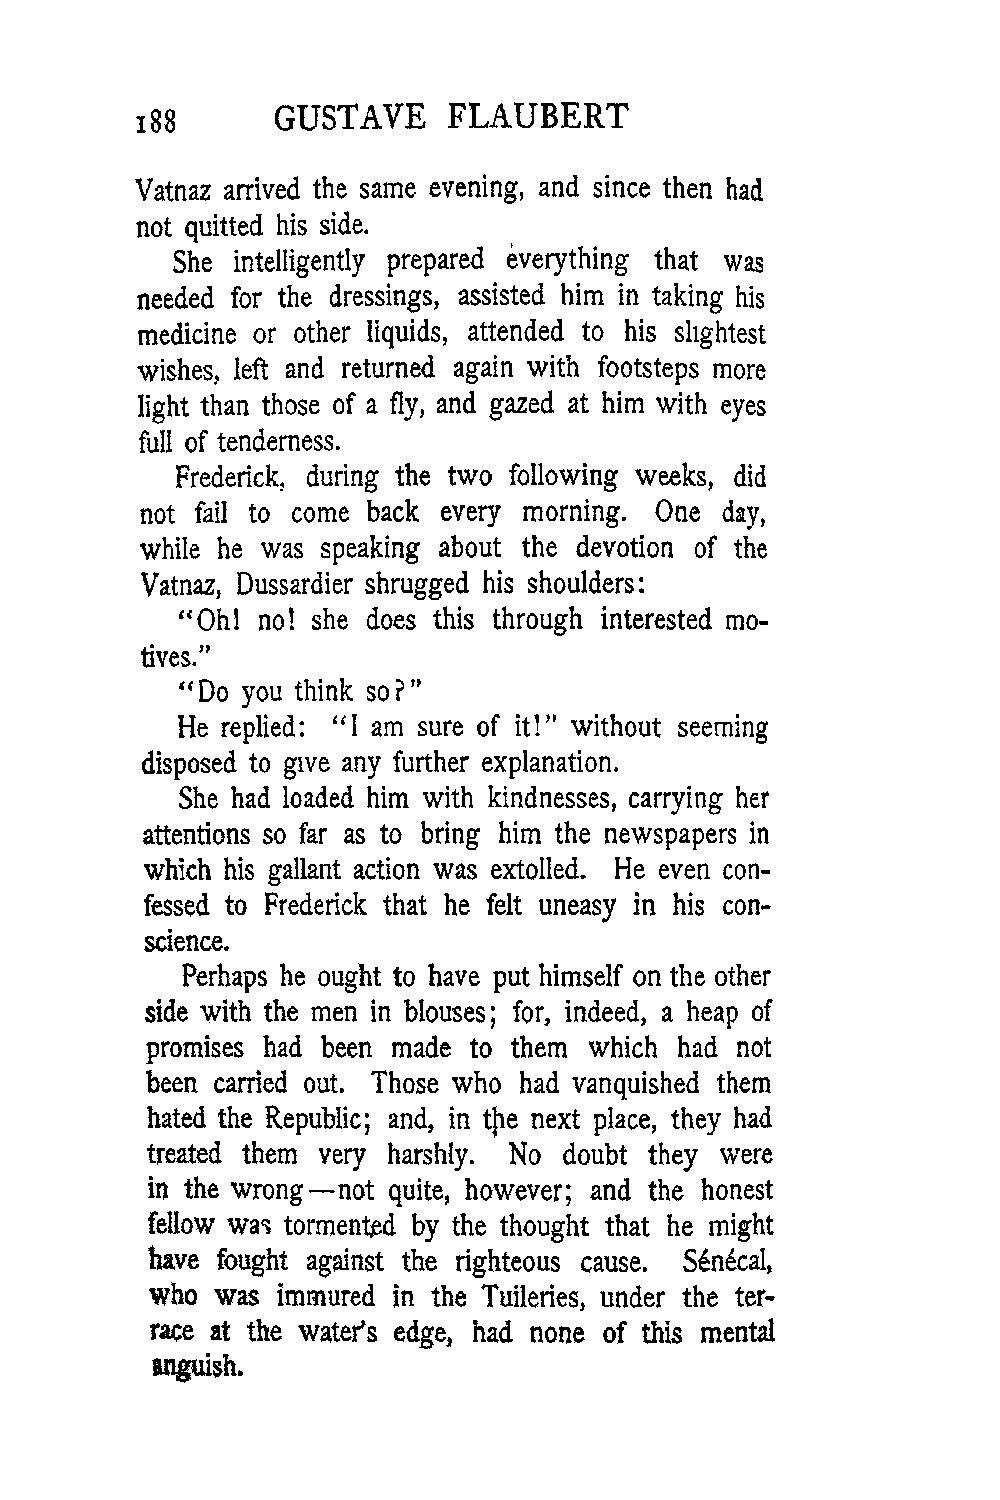 188 GUSTAVE FLAUBERT
Vatnaz arrived the same evening, and since then had
not quitted his side.
She intelligently prepared everything that was
needed for the dressings, assisted him in taking his
medicine or other liquids, attended to his slightest
wishes, left and returned again with footsteps more
light than those of a fly, and gazed at him with eyes
full of tenderness.
Frederick, during the two following weeks, did
not fail to come back every morning. One day,
while he was speaking about the devotion of the
Vatnaz, Dussardier shrugged his shoulders:
"Oh! no! she does this through interested mo-
tives."
"Do you think so?"
He replied: "I am sure of it!" without seeming
disposed to give any further explanation.
She had loaded him with kindnesses, carrying her
attentions so far as to bring him the newspapers in
which his gallant action was extolled. He even con-
fessed to Frederick that he felt uneasy in his con-
science.
Perhaps he ought to have put himself on the other
side with the men in blouses; for, indeed, a heap of
promises had been made to them which had not
been carried out. Those who had vanquished them
hated the Republic; and, in the next place, they had
treated them very harshly. No doubt they were
in the wrong—not quite, however; and the honest
fellow was tormented by the thought that he might
have fought against the righteous cause. Sénécal,
who was immured in the Tuileries, under the ter-
race at the water's edge, had none of this mental
anguish.